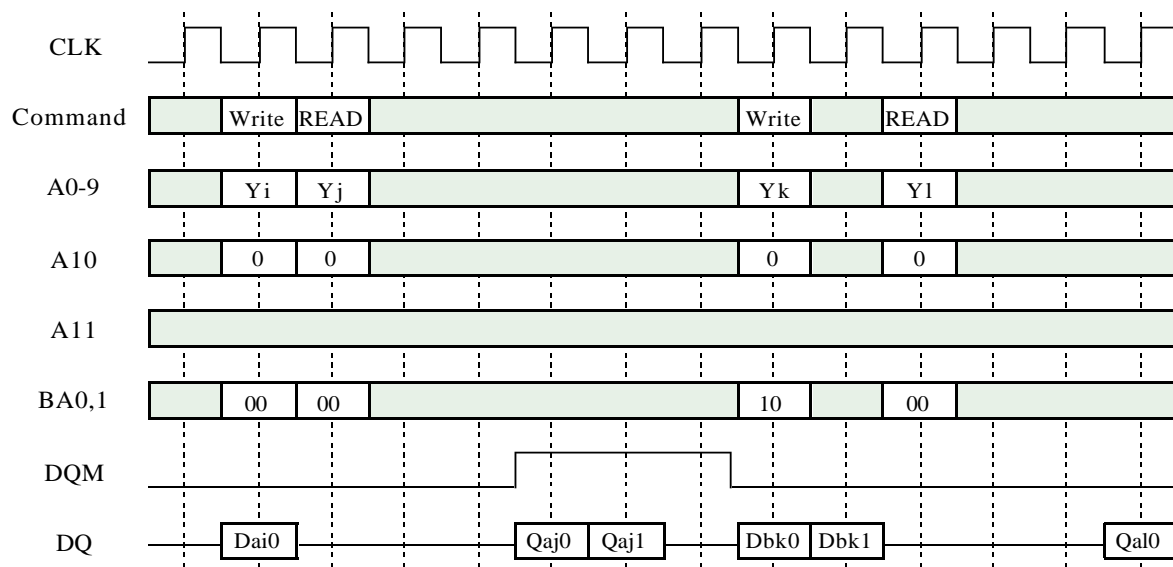 CLK
Command Write READ Write READ
A0-9 Yi Yj Yk Yl
A10 0 0 0 0
A11
BA0,1 00 00 10 00
DQM
DQ Dai0 Qaj0 Qaj1 Dbk0 Dbk1 Qal0